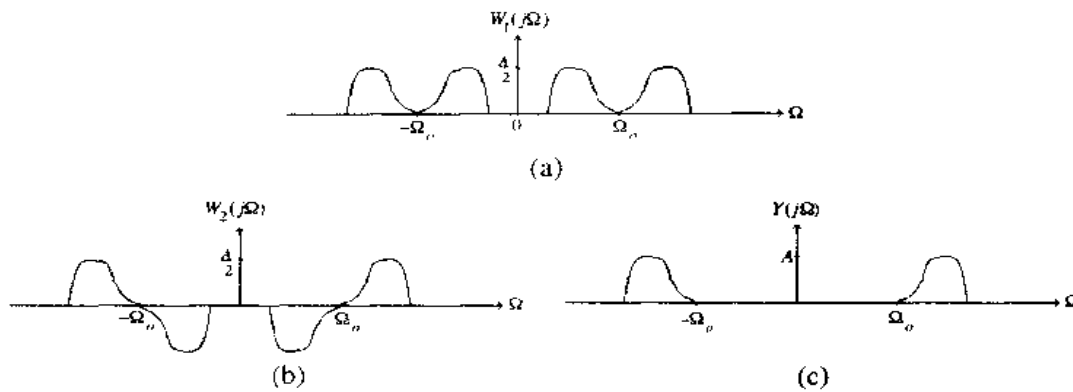 W₁(jΩ)
A
2
-Ωₒ 0 Ωₒ Ω
(a)
W₂(jΩ) Y(jΩ)
A
2
A
-Ωₒ Ωₒ Ω -Ωₒ Ωₒ Ω
(b) (c)